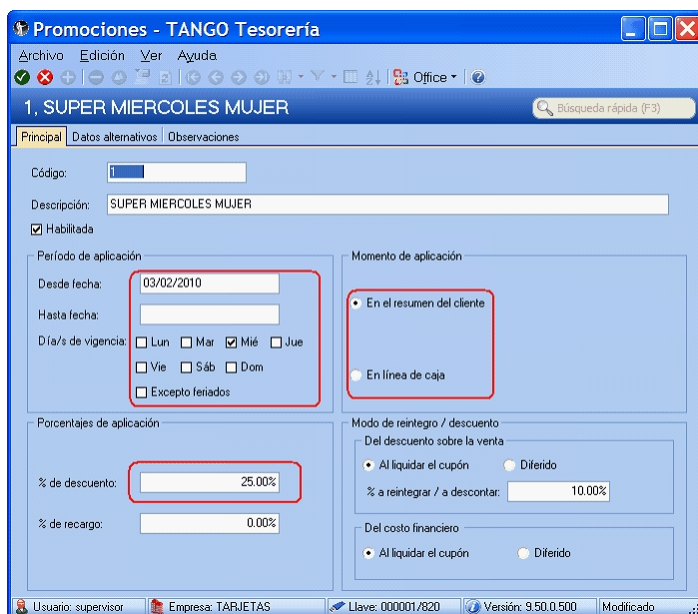 Promociones - TANGO Tesorería
Archivo Edición Ver Ayuda
Office
1, SUPER MIERCOLES MUJER
Búsqueda rápida (F3)
Principal Datos alternativos Observaciones
Código: 1
Descripción: SUPER MIERCOLES MUJER
Habilitada
Período de aplicación
Desde fecha: 03/02/2010
Hasta fecha:
Día/s de vigencia: Lun Mar Mié Jue
Vie Sáb Dom
Excepto feriados
Momento de aplicación
En el resumen del cliente
En línea de caja
Porcentajes de aplicación
% de descuento: 25.00%
% de recargo: 0.00%
Modo de reintegro / descuento
Del descuento sobre la venta
Al liquidar el cupón Diferido
% a reintegrar / a descontar: 10.00%
Del costo financiero
Al liquidar el cupón Diferido
Usuario: supervisor Empresa: TARJETAS Llave: 000001/820 Versión: 9.50.0.500 Modificado